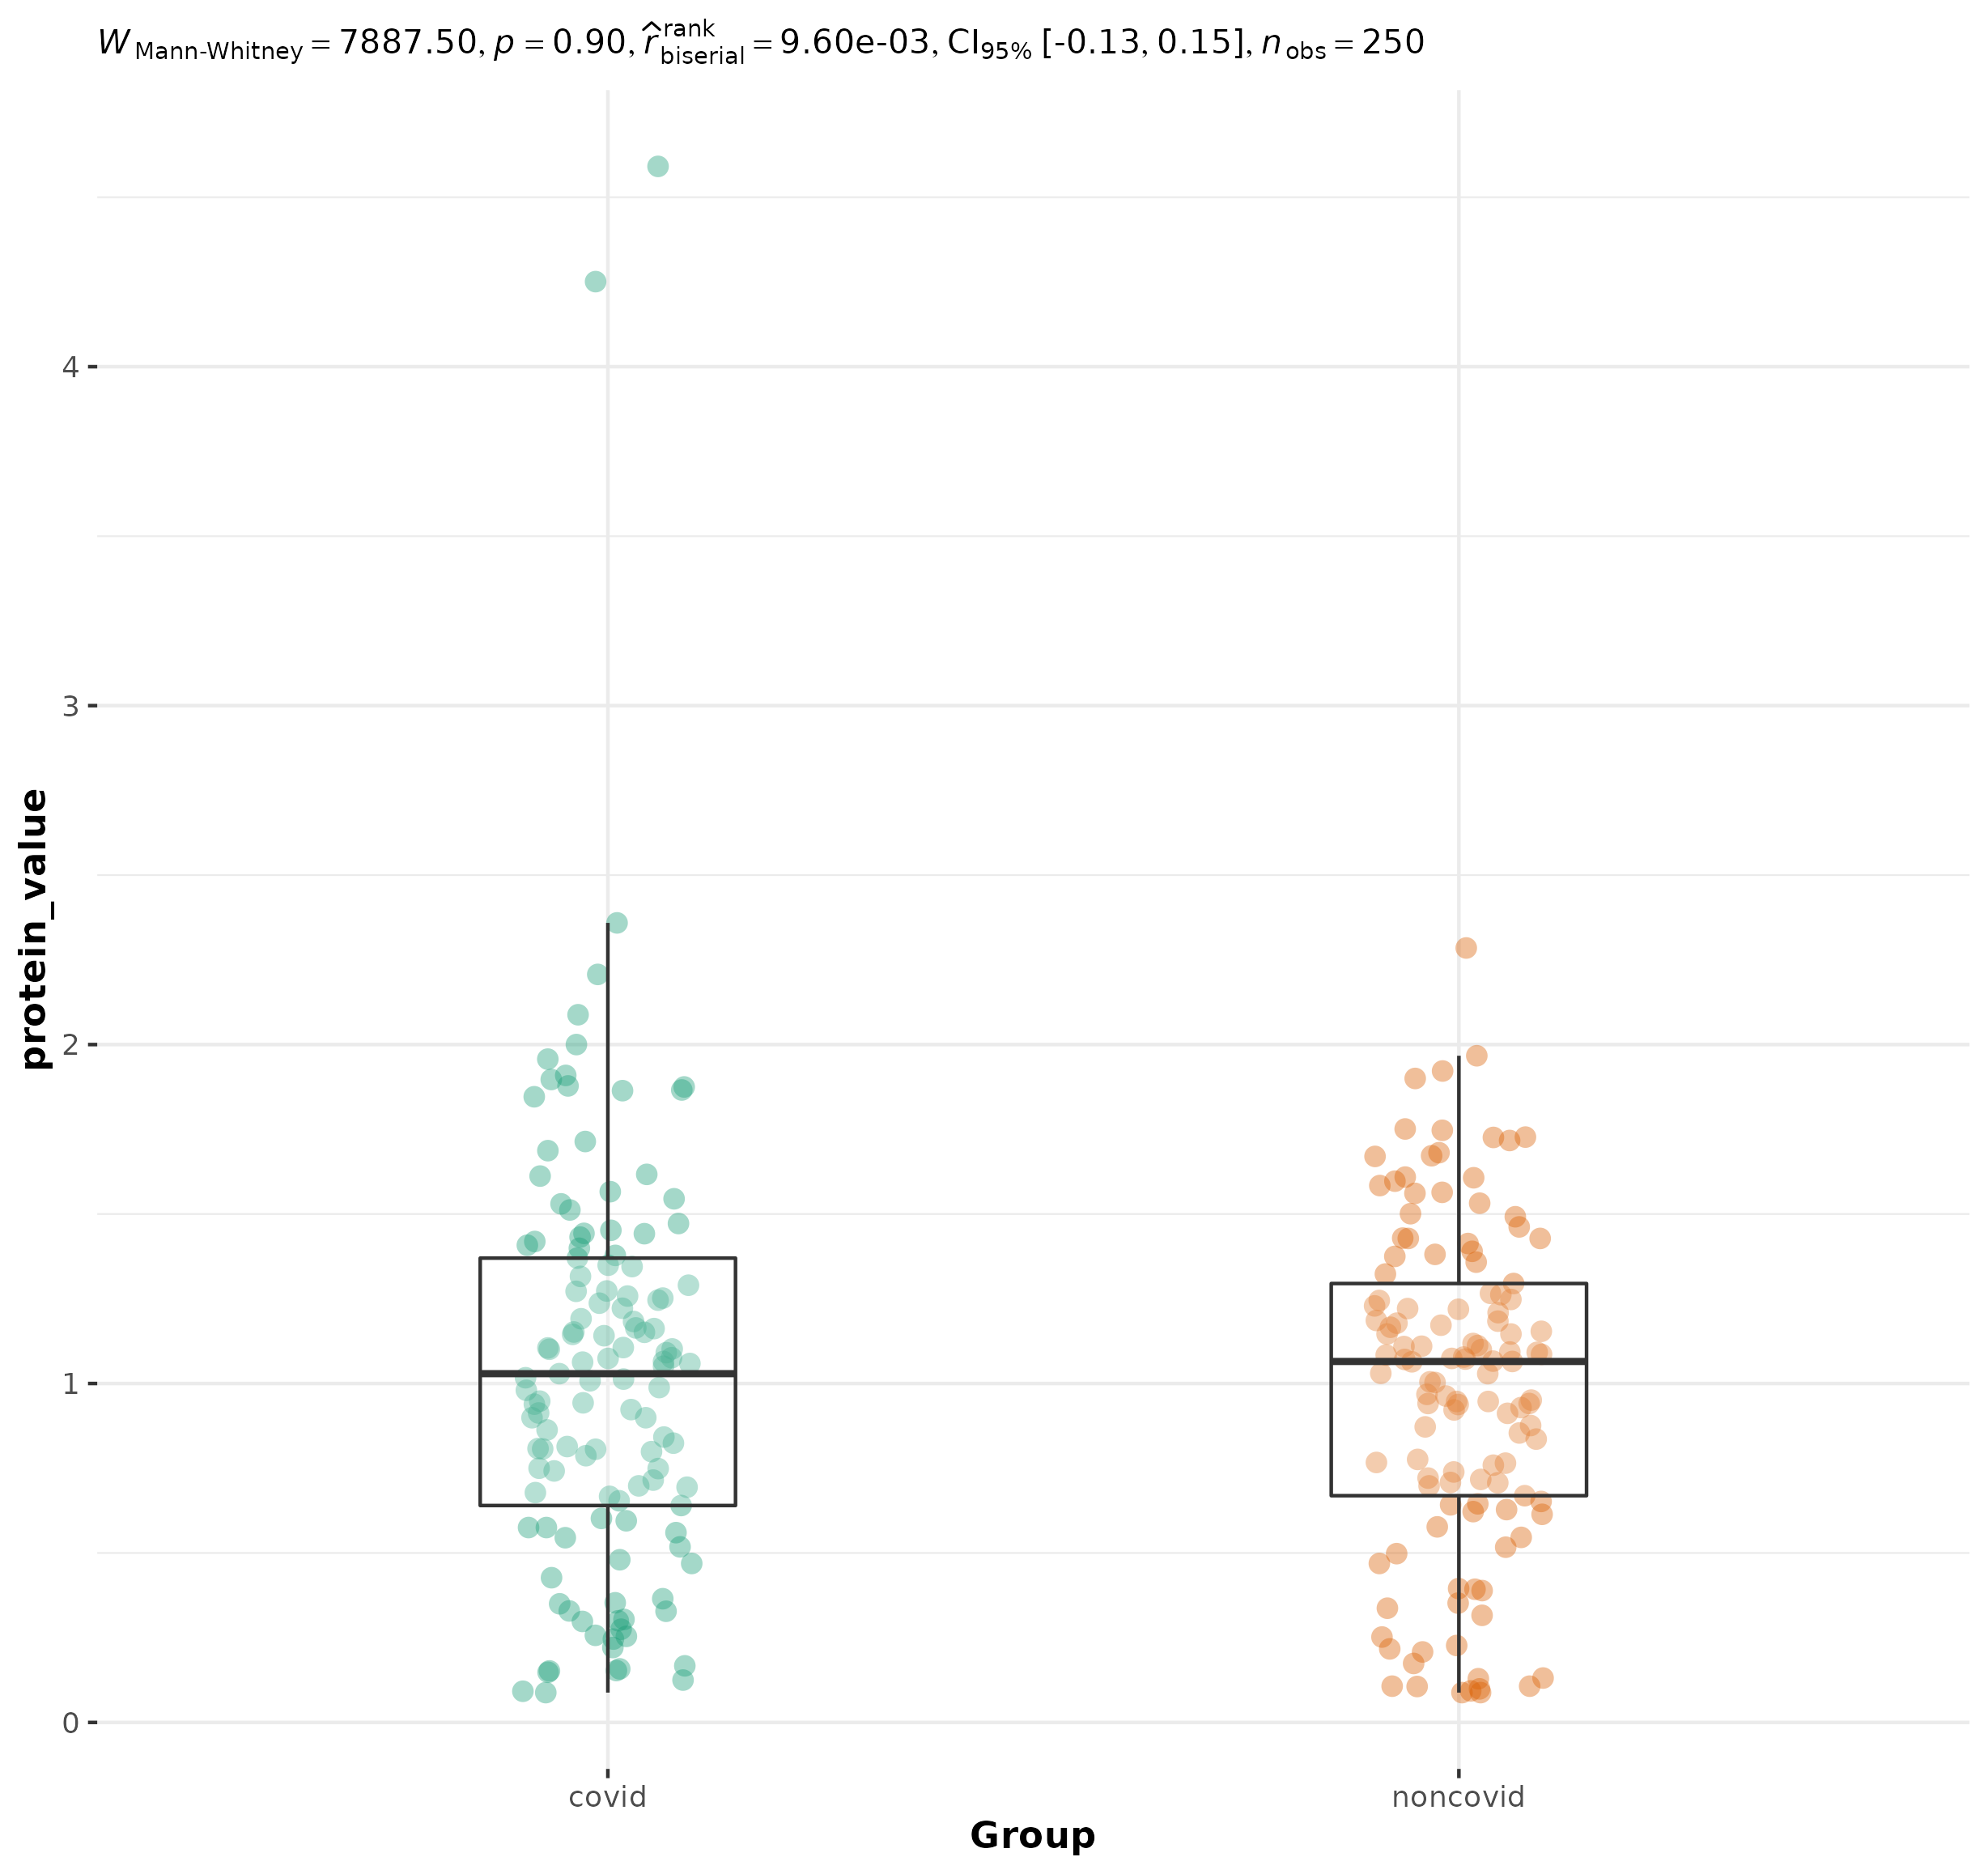 W Mann-Whitney = 7887.50, p = 0.90, r̂ rank biserial = 9.60e-03, CI95% [-0.13, 0.15], n obs = 250
4
3
2
1
0
protein_value
covid noncovid
Group